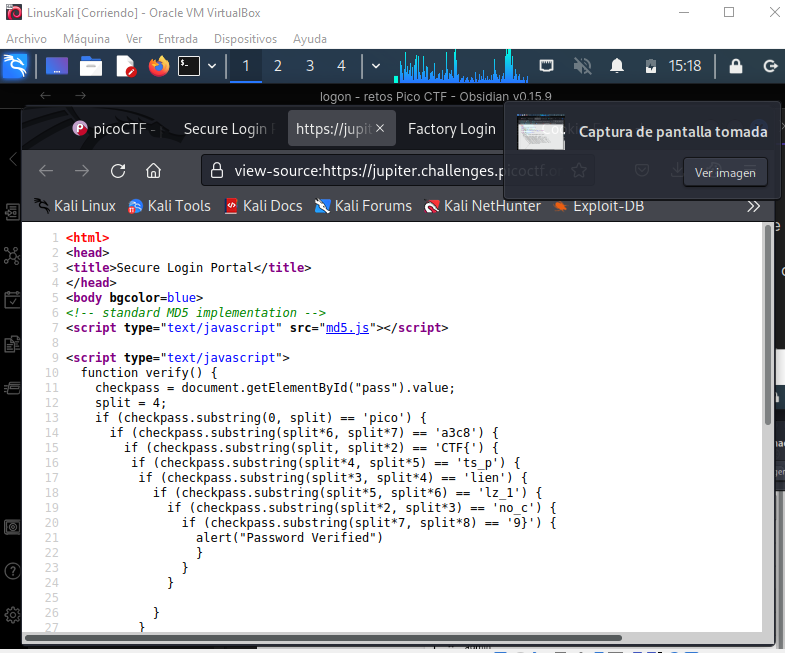 LinusKali [Corriendo] - Oracle VM VirtualBox
Archivo Máquina Ver Entrada Dispositivos Ayuda
1 2 3 4 15:18
logon - retos Pico CTF - Obsidian v0.15.9
picoCTF - Secure Login https://jupit Factory Login
Captura de pantalla tomada
Ver imagen
view-source:https://jupiter.challenges.picoctf.o
Kali Linux Kali Tools Kali Docs Kali Forums Kali NetHunter Exploit-DB
1 <html>
2 <head>
3 <title>Secure Login Portal</title>
4 </head>
5 <body bgcolor=blue>
6 <!-- standard MD5 implementation -->
7 <script type="text/javascript" src="md5.js"></script>
8
9 <script type="text/javascript">
10 function verify() {
11 checkpass = document.getElementById("pass").value;
12 split = 4;
13 if (checkpass.substring(0, split) == 'pico') {
14 if (checkpass.substring(split*6, split*7) == 'a3c8') {
15 if (checkpass.substring(split, split*2) == 'CTF{') {
16 if (checkpass.substring(split*4, split*5) == 'ts_p') {
17 if (checkpass.substring(split*3, split*4) == 'lien') {
18 if (checkpass.substring(split*5, split*6) == 'lz_1') {
19 if (checkpass.substring(split*2, split*3) == 'no_c') {
20 if (checkpass.substring(split*7, split*8) == '9}') {
21 alert("Password Verified")
22 }
23 }
24 }
25
26 }
27 }